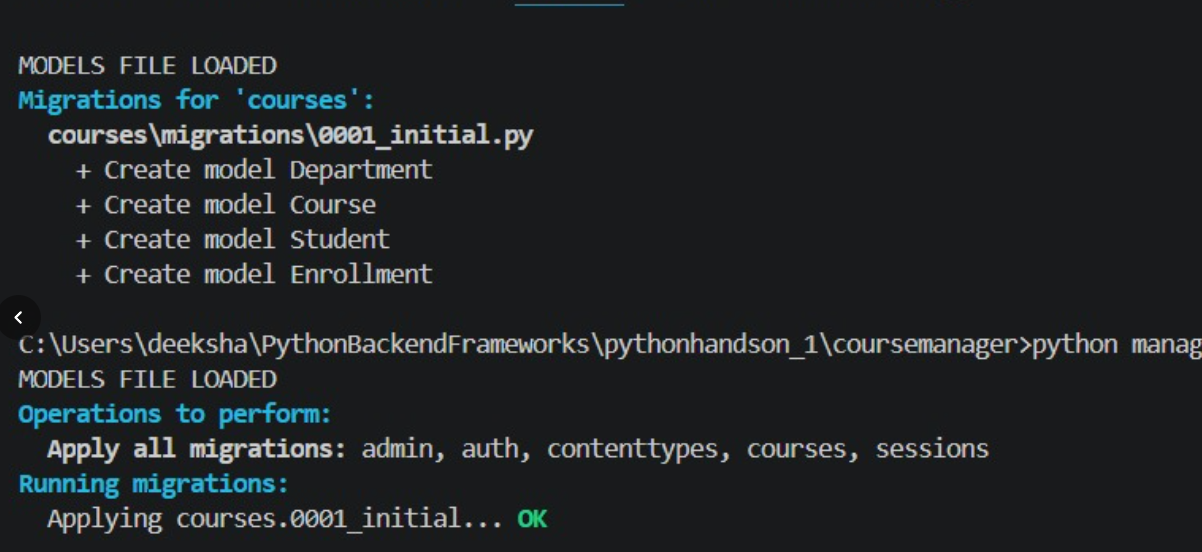 MODELS FILE LOADED
Migrations for 'courses':
  courses\migrations\0001_initial.py
    + Create model Department
    + Create model Course
    + Create model Student
    + Create model Enrollment
C:\Users\deeksha\PythonBackendFrameworks\pythonhandson_1\coursemanager>python manag
MODELS FILE LOADED
Operations to perform:
  Apply all migrations: admin, auth, contenttypes, courses, sessions
Running migrations:
  Applying courses.0001_initial... OK